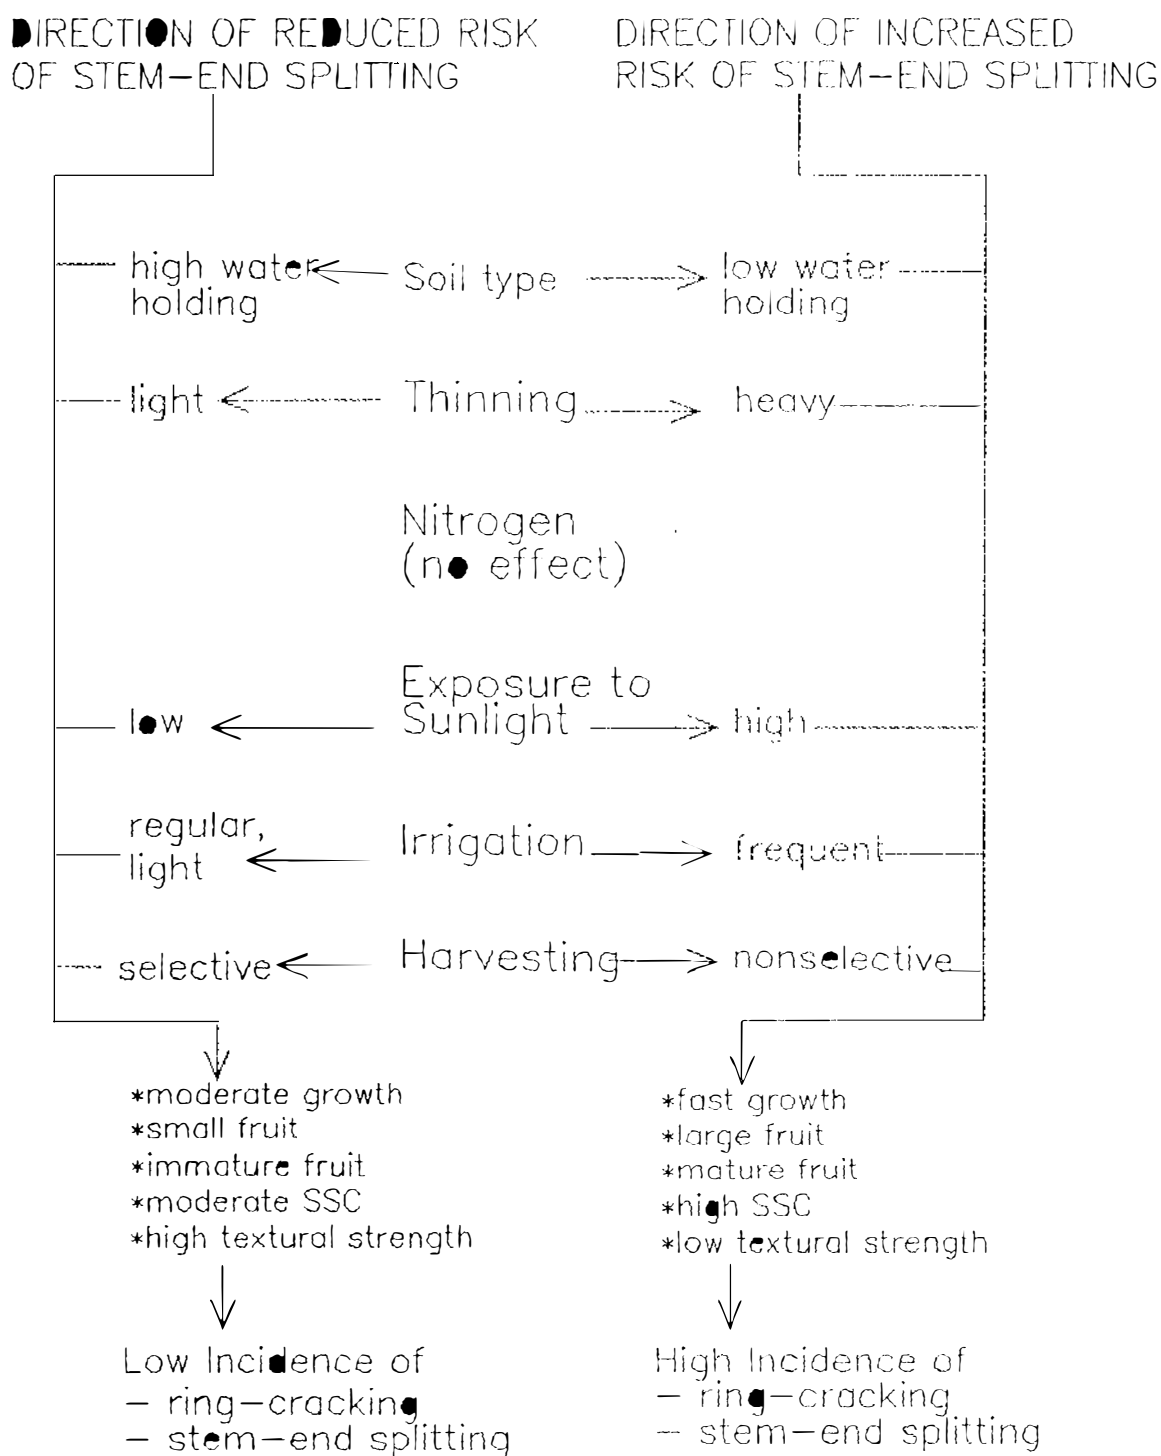 DIRECTION OF REDUCED RISK
OF STEM-END SPLITTING
DIRECTION OF INCREASED
RISK OF STEM-END SPLITTING
high water
holding
Soil type
low water
holding
light
Thinning
heavy
Nitrogen
(no effect)
Exposure to
Sunlight
low
high
regular,
light
Irrigation
frequent
selective
Harvesting
nonselective
*moderate growth
*small fruit
*immature fruit
*moderate SSC
*high textural strength
*fast growth
*large fruit
*mature fruit
*high SSC
*low textural strength
Low Incidence of
- ring-cracking
- stem-end splitting
High Incidence of
- ring-cracking
- stem-end splitting